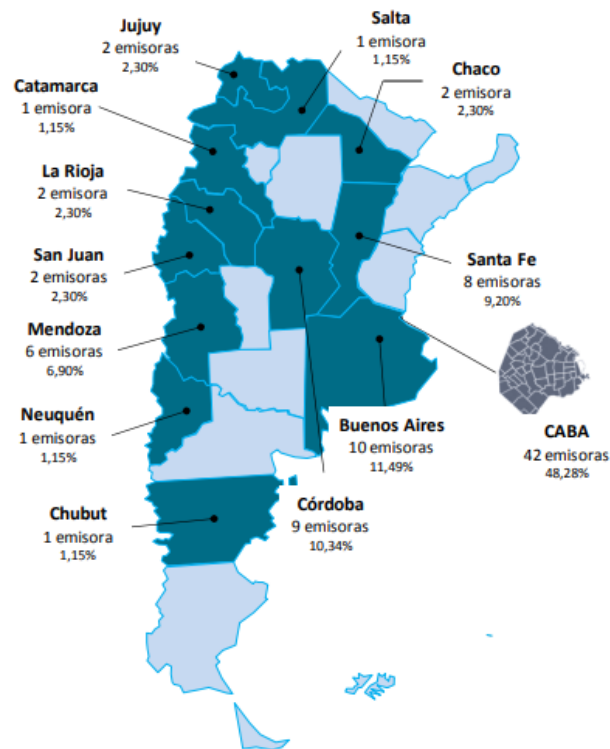 Jujuy
2 emisoras
2,30%
Salta
1 emisora
1,15%
Chaco
2 emisora
2,30%
Catamarca
1 emisora
1,15%
La Rioja
2 emisora
2,30%
San Juan
2 emisoras
2,30%
Santa Fe
8 emisoras
9,20%
Mendoza
6 emisoras
6,90%
Neuquén
1 emisoras
1,15%
Buenos Aires
10 emisoras
11,49%
CABA
42 emisoras
48,28%
Córdoba
9 emisoras
10,34%
Chubut
1 emisora
1,15%